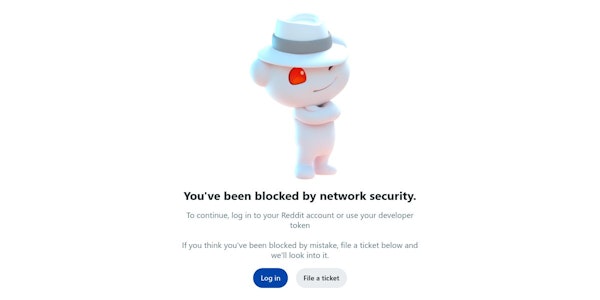 You've been blocked by network security.
To continue, log in to your Reddit account or use your developer
token
If you think you've been blocked by mistake, file a ticket below and
we'll look into it.
Log in
File a ticket